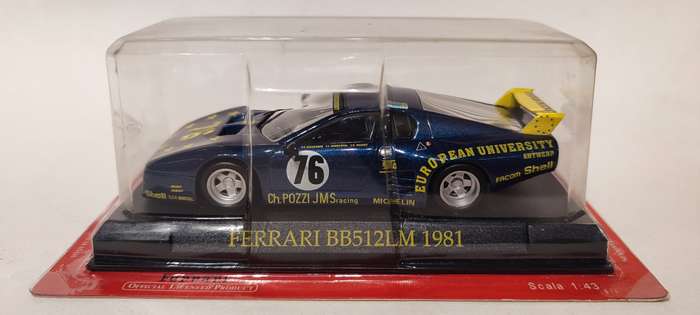 76
Ch. POZZI JMS racing
MICHELIN
EUROPEAN UNIVERSITY
ANTWERP
FACOM Shell
Shell
FERRARI BB512LM 1981
OFFICIAL LICENSED PRODUCT
Scala 1:43